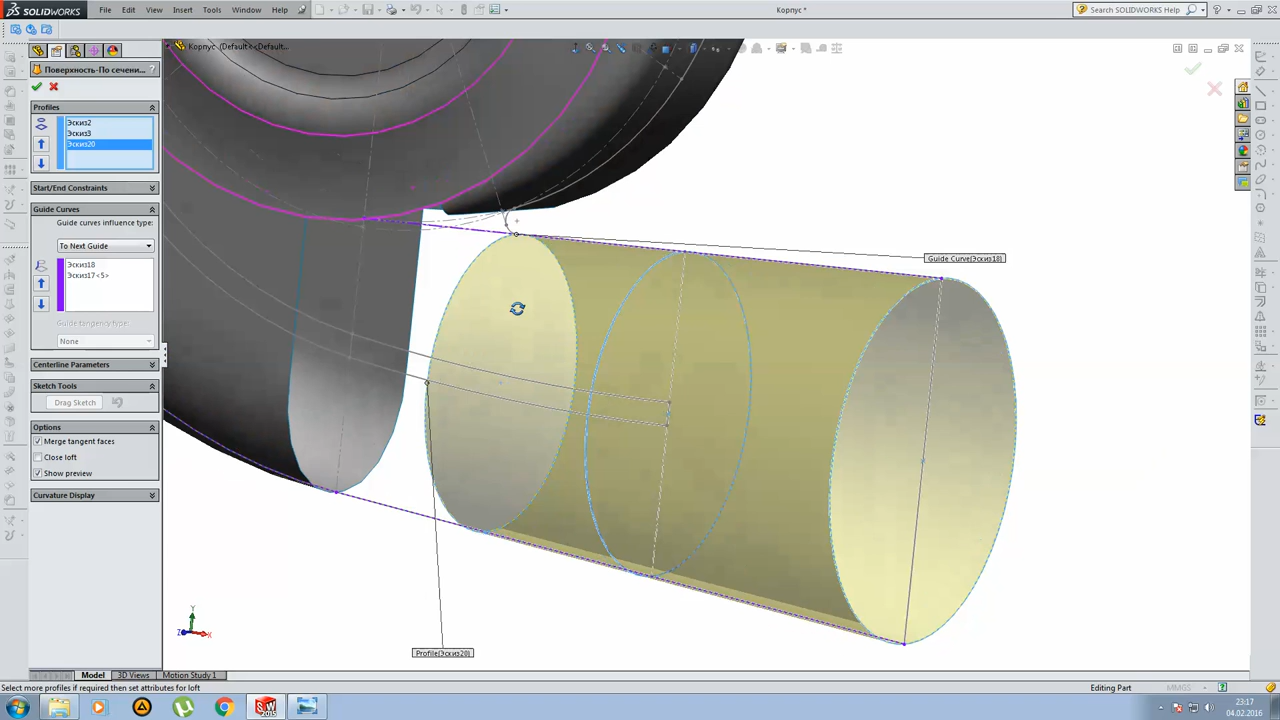 SOLIDWORKS
File Edit View Insert Tools Window Help
Корпус *
Search SOLIDWORKS Help
Корпус (Default<<Default...
Поверхность-По сечени...
Profiles
Эскиз2
Эскиз3
Эскиз20
Start/End Constraints
Guide Curves
Guide curves influence type:
To Next Guide
Эскиз18
Эскиз17<5>
Guide tangency type:
None
Centerline Parameters
Sketch Tools
Drag Sketch
Options
Merge tangent faces
Close loft
Show preview
Curvature Display
Guide Curve(Эскиз18)
Profile(Эскиз20)
Y
Z X
Model 3D Views Motion Study 1
Select more profiles if required then set attributes for loft
Editing Part
MMGS
SW
2015
23:17
04.02.2016